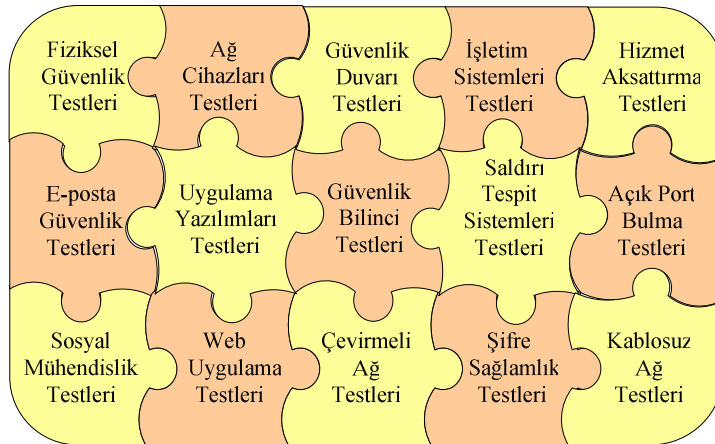 Fiziksel
Güvenlik
Testleri
Ağ
Cihazları
Testleri
Güvenlik
Duvarı
Testleri
İşletim
Sistemleri
Testleri
Hizmet
Aksattırma
Testleri
E-posta
Güvenlik
Testleri
Uygulama
Yazılımları
Testleri
Güvenlik
Bilinci
Testleri
Saldırı
Tespit
Sistemleri
Testleri
Açık Port
Bulma
Testleri
Sosyal
Mühendislik
Testleri
Web
Uygulama
Testleri
Çevirmeli
Ağ
Testleri
Şifre
Sağlamlık
Testleri
Kablosuz
Ağ
Testleri